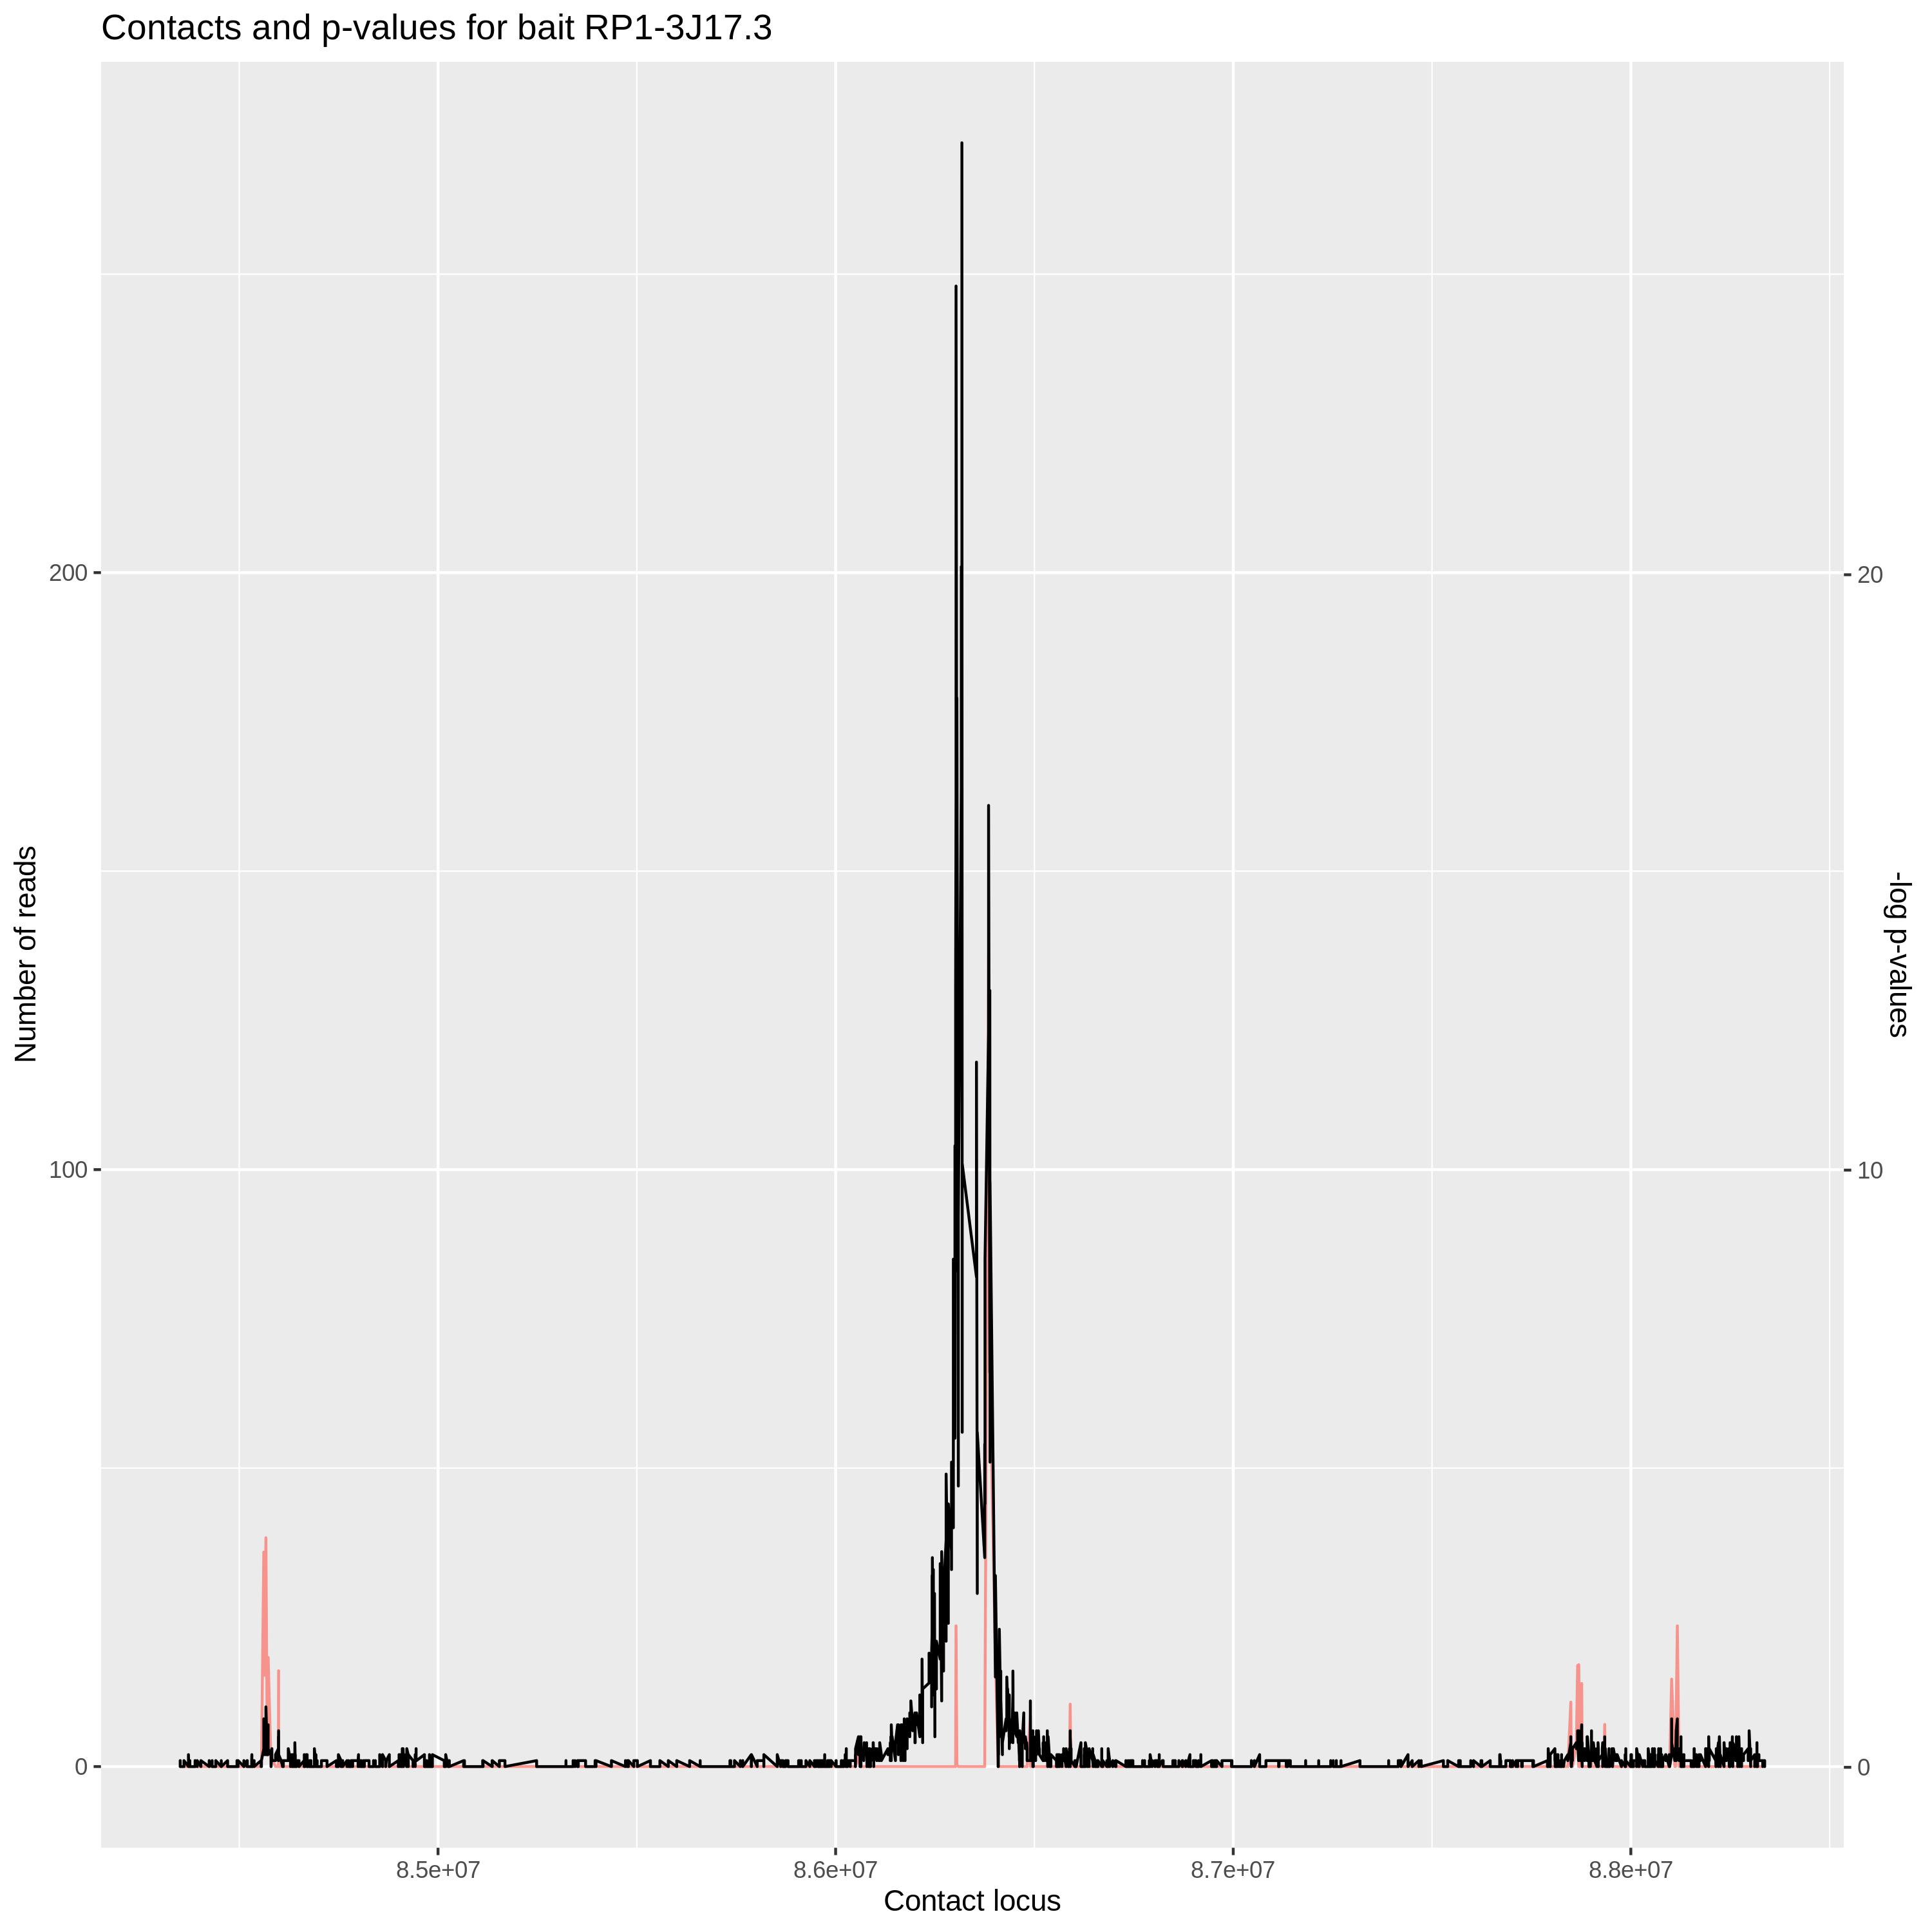 Contacts and p-values for bait RP1-3J17.3
Number of reads
200
100
0
20
10
0
-log p-values
8.5e+07
8.6e+07
8.7e+07
8.8e+07
Contact locus